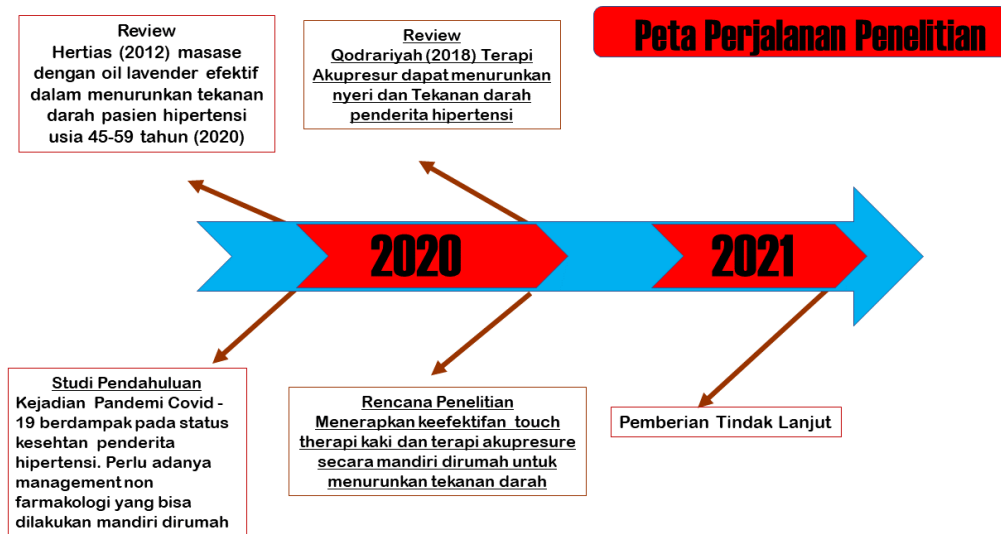 Peta Perjalanan Penelitian
Review
Hertias (2012) masase
dengan oil lavender efektif
dalam menurunkan tekanan
darah pasien hipertensi
usia 45-59 tahun (2020)
Review
Qodrariyah (2018) Terapi
Akupresur dapat menurunkan
nyeri dan Tekanan darah
penderita hipertensi
2020
2021
Studi Pendahuluan
Kejadian Pandemi Covid -
19 berdampak pada status
kesehtan penderita
hipertensi. Perlu adanya
management non
farmakologi yang bisa
dilakukan mandiri dirumah
Rencana Penelitian
Menerapkan keefektifan touch
therapi kaki dan terapi akupresure
secara mandiri dirumah untuk
menurunkan tekanan darah
Pemberian Tindak Lanjut